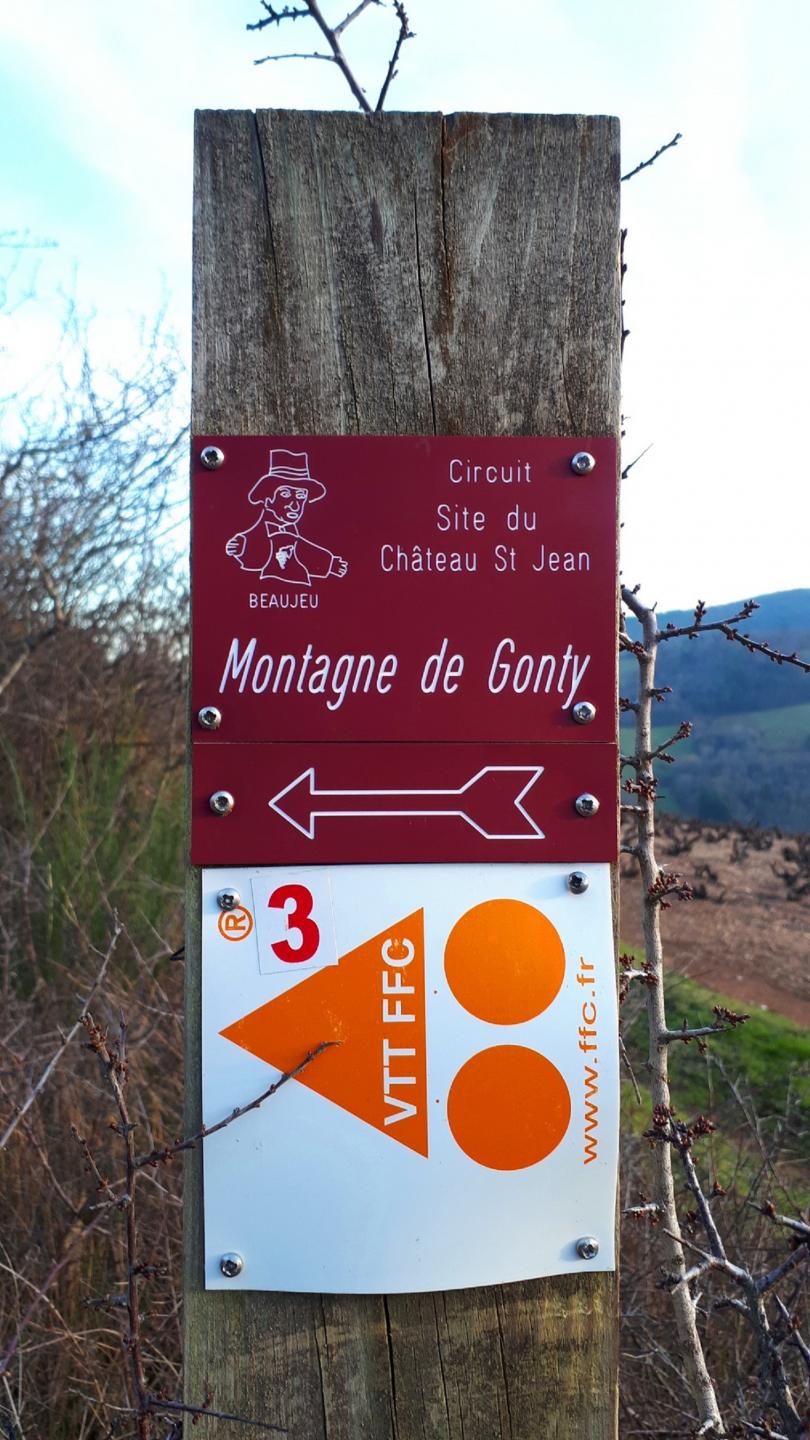 Circuit
Site du
Château St Jean
BEAUJEU
Montagne de Gonty
® 3
VTT FFC
www.ffc.fr